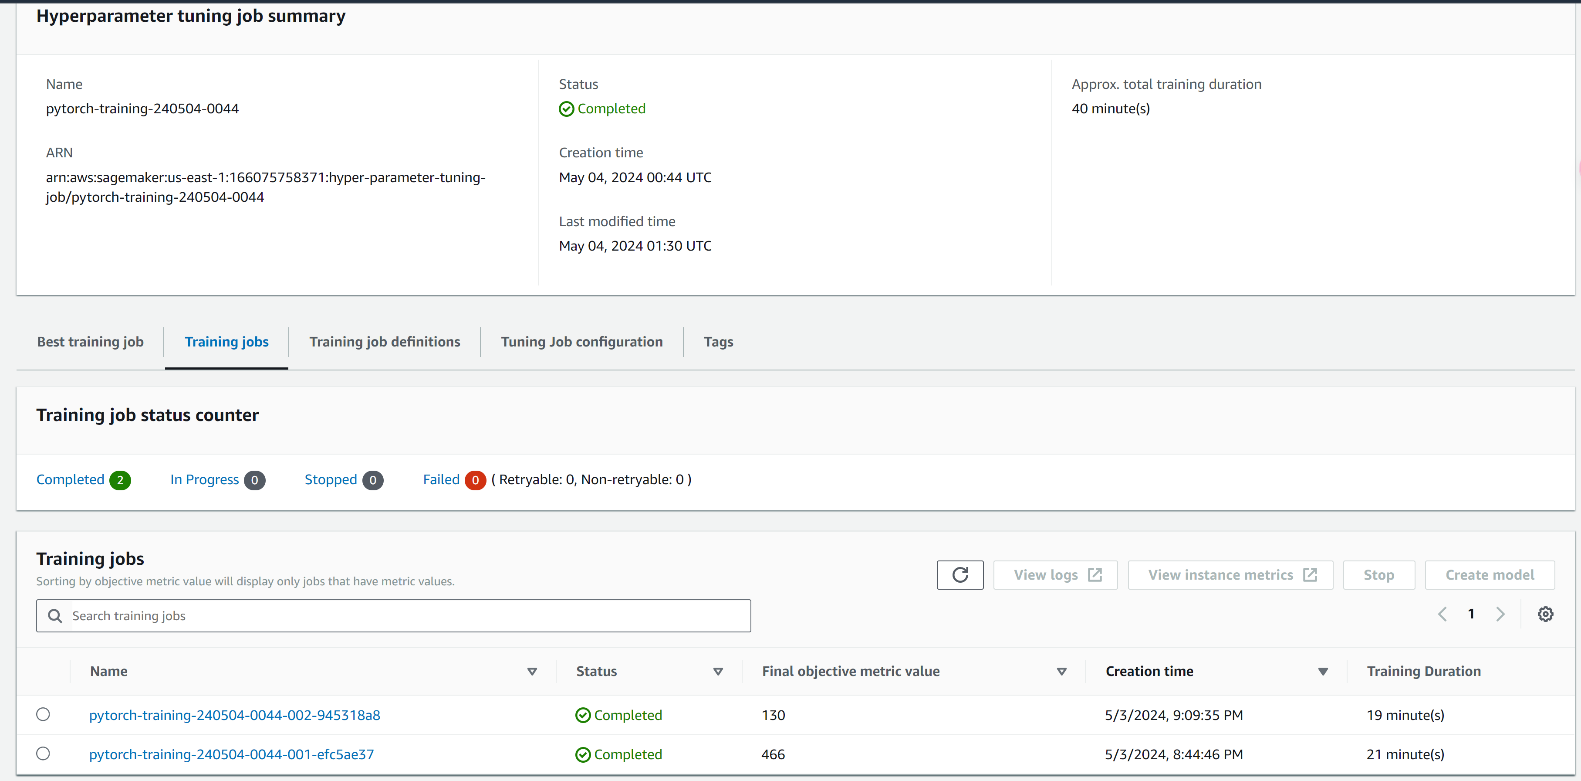 Hyperparameter tuning job summary
Name
pytorch-training-240504-0044
ARN
arn:aws:sagemaker:us-east-1:166075758371:hyper-parameter-tuning-
job/pytorch-training-240504-0044
Status
Completed
Creation time
May 04, 2024 00:44 UTC
Last modified time
May 04, 2024 01:30 UTC
Approx. total training duration
40 minute(s)
Best training job Training jobs Training job definitions Tuning Job configuration Tags
Training job status counter
Completed 2 In Progress 0 Stopped 0 Failed 0 ( Retryable: 0, Non-retryable: 0 )
Training jobs
Sorting by objective metric value will display only jobs that have metric values.
View logs View instance metrics Stop Create model
Search training jobs
1
Name Status Final objective metric value Creation time Training Duration
pytorch-training-240504-0044-002-945318a8 Completed 130 5/3/2024, 9:09:35 PM 19 minute(s)
pytorch-training-240504-0044-001-efc5ae37 Completed 466 5/3/2024, 8:44:46 PM 21 minute(s)